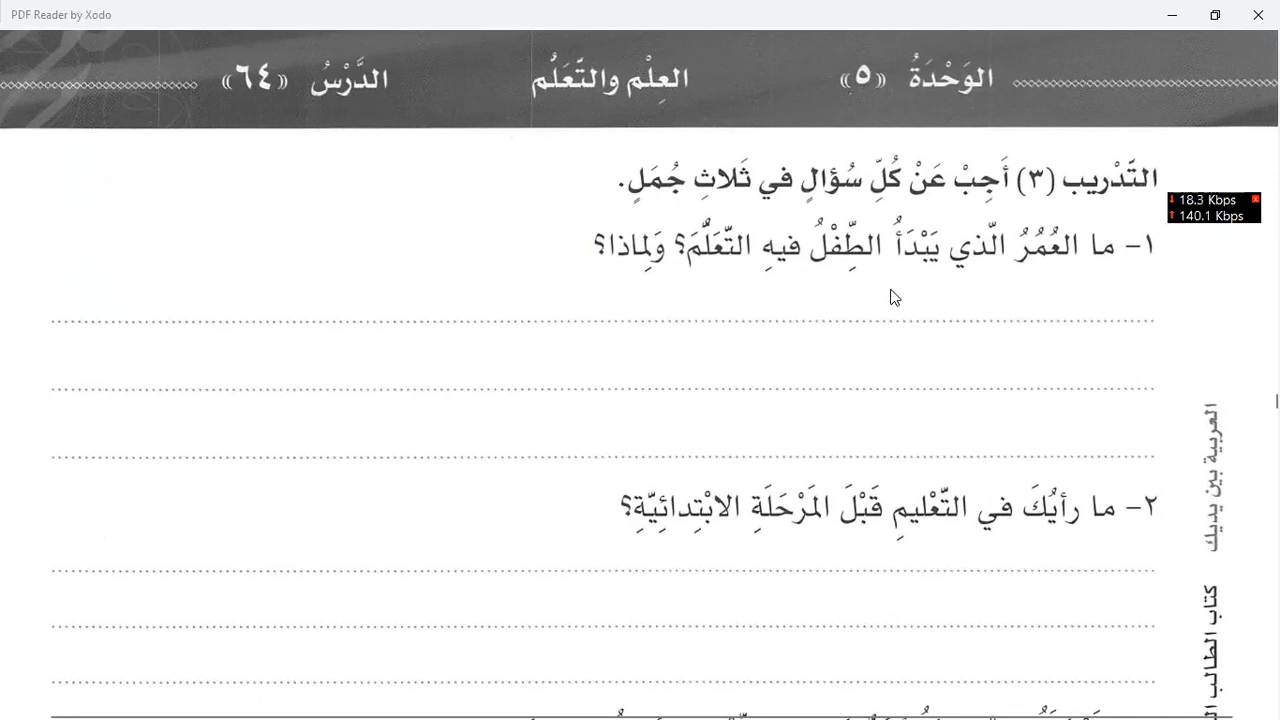 PDF Reader by Xodo
الوَحْدَةُ «٥» العِلْم والتَّعَلُّم الدَّرْسُ «٦٤»
التَّدْريب (٣) أَجِبْ عَنْ كُلِّ سُؤالٍ في ثَلاثِ جُمَلٍ.
18.3 Kbps
140.1 Kbps
١- ما العُمُرُ الَّذي يَبْدَأُ الطِّفْلُ فيهِ التَّعَلُّمَ؟ وَلِماذا؟
٢- ما رأيُكَ في التَّعْليمِ قَبْلَ المَرْحَلَةِ الابْتِدائِيَّةِ؟
العربية بين يديك
كتاب الطالب